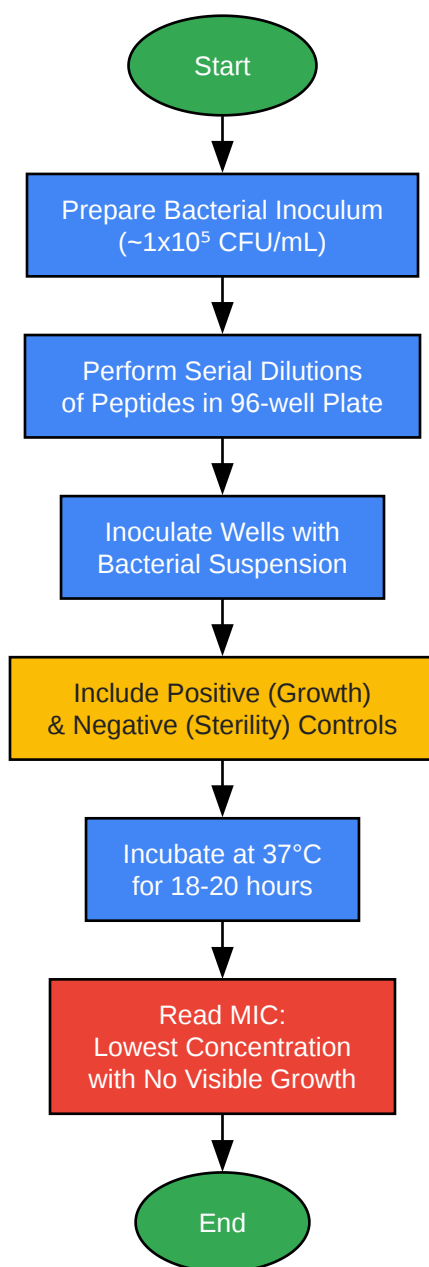 Start
Prepare Bacterial Inoculum
(~1x10⁵ CFU/mL)
Perform Serial Dilutions
of Peptides in 96-well Plate
Inoculate Wells with
Bacterial Suspension
Include Positive (Growth)
& Negative (Sterility) Controls
Incubate at 37°C
for 18-20 hours
Read MIC:
Lowest Concentration
with No Visible Growth
End